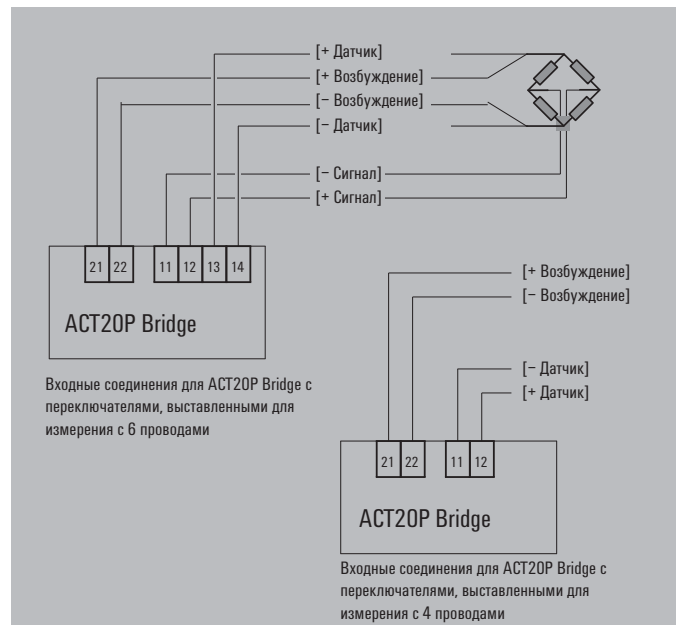 [+ Датчик]
[+ Возбуждение]
[– Возбуждение]
[– Датчик]
[– Сигнал]
[+ Сигнал]
21 22 11 12 13 14
ACT20P Bridge
Входные соединения для ACT20P Bridge с
переключателями, выставленными для
измерения с 6 проводами
[+ Возбуждение]
[– Возбуждение]
[– Датчик]
[+ Датчик]
21 22 11 12
ACT20P Bridge
Входные соединения для ACT20P Bridge с
переключателями, выставленными для
измерения с 4 проводами